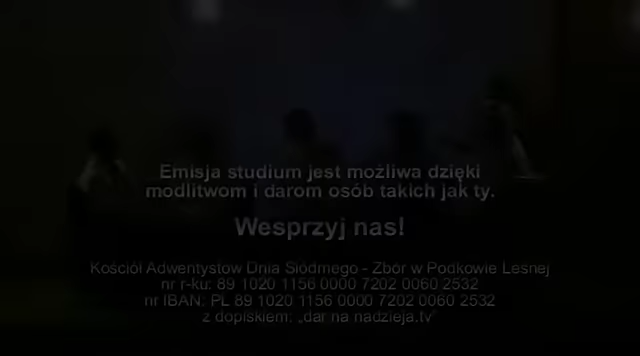 Emisja studium jest możliwa dzięki
modlitwom i darom osób takich jak ty.
Wesprzyj nas!
Kościół Adwentystów Dnia Siódmego - Zbór w Podkowie Leśnej
nr r-ku: 89 1020 1156 0000 7202 0060 2532
nr IBAN: PL 89 1020 1156 0000 7202 0060 2532
z dopiskiem: „dar na nadzieja.tv”